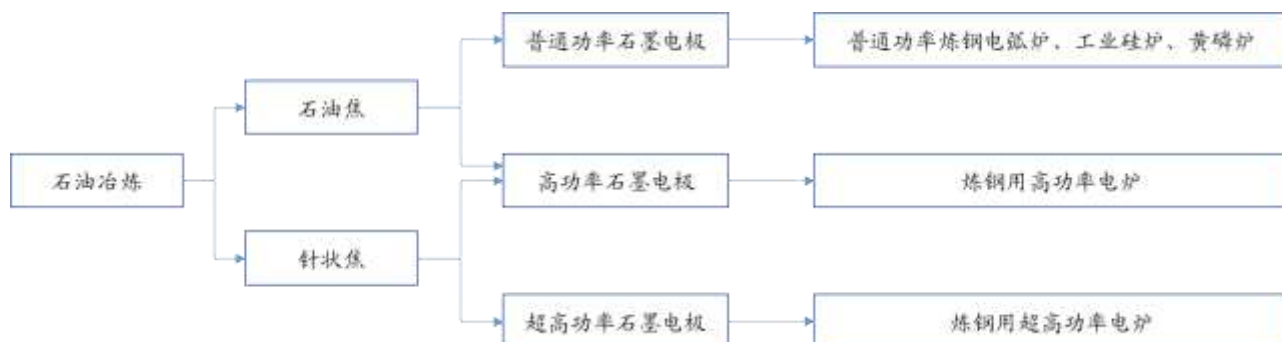 普通功率石墨电极
普通功率炼钢电弧炉、工业硅炉、黄磷炉
石油焦
石油冶炼
高功率石墨电极
炼钢用高功率电炉
针状焦
超高功率石墨电极
炼钢用超高功率电炉